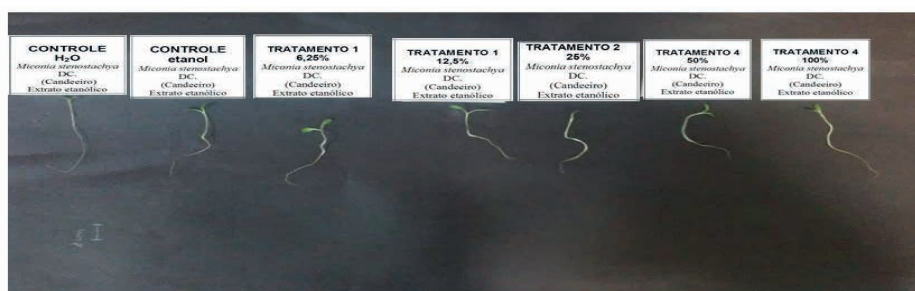 CONTROLE
H₂O
Miconia stenostachya
DC.
(Candeeiro)
Extrato etanólico
CONTROLE
etanol
Miconia stenostachya
DC.
(Candeeiro)
Extrato etanólico
TRATAMENTO 1
6,25%
Miconia stenostachya
DC.
(Candeeiro)
Extrato etanólico
TRATAMENTO 1
12,5%
Miconia stenostachya
DC.
(Candeeiro)
Extrato etanólico
TRATAMENTO 2
25%
Miconia stenostachya
DC.
(Candeeiro)
Extrato etanólico
TRATAMENTO 4
50%
Miconia stenostachya
DC.
(Candeeiro)
Extrato etanólico
TRATAMENTO 4
100%
Miconia stenostachya
DC.
(Candeeiro)
Extrato etanólico